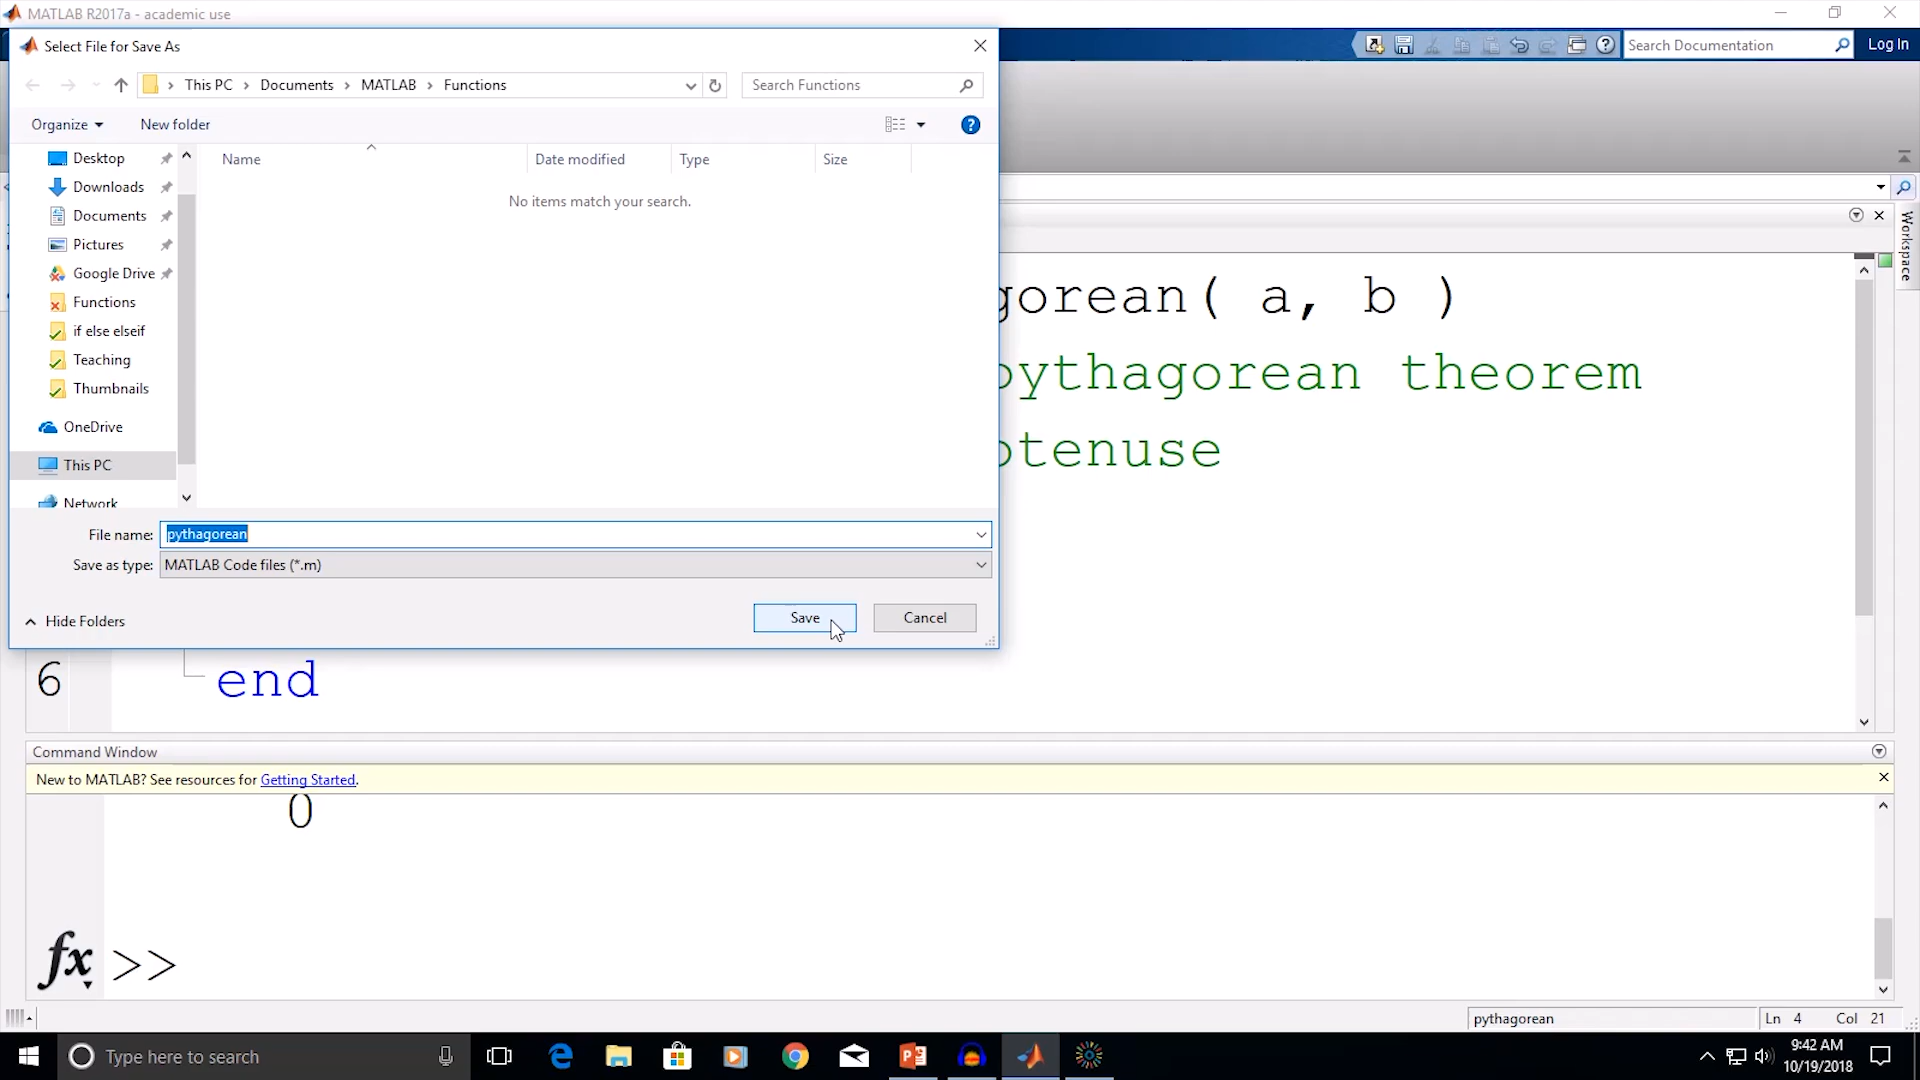 MATLAB R2017a - academic use
Select File for Save As
Search Documentation
Log In
This PC > Documents > MATLAB > Functions
Search Functions
Organize
New folder
Name
Date modified
Type
Size
No items match your search.
Desktop
Downloads
Documents
Pictures
Google Drive
Functions
if else elseif
Teaching
Thumbnails
OneDrive
This PC
Network
Workspace
gorean( a, b )
pythagorean theorem
otenuse
File name: pythagorean
Save as type: MATLAB Code files (*.m)
Hide Folders
Save
Cancel
6 end
Command Window
New to MATLAB? See resources for Getting Started.
0
fx >>
pythagorean
Ln 4 Col 21
Type here to search
9:42 AM
10/19/2018